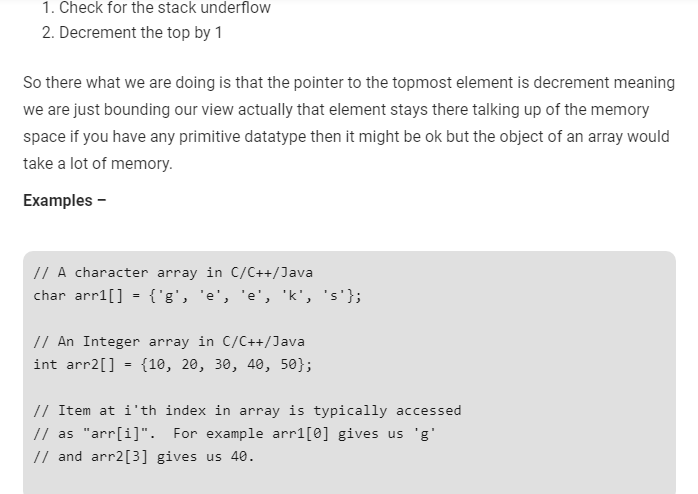 1. Check for the stack underflow
2. Decrement the top by 1
So there what we are doing is that the pointer to the topmost element is decrement meaning
we are just bounding our view actually that element stays there talking up of the memory
space if you have any primitive datatype then it might be ok but the object of an array would
take a lot of memory.
Examples –
// A character array in C/C++/Java
char arr1[] = {'g', 'e', 'e', 'k', 's'};
// An Integer array in C/C++/Java
int arr2[] = {10, 20, 30, 40, 50};
// Item at i'th index in array is typically accessed
// as "arr[i]".  For example arr1[0] gives us 'g'
// and arr2[3] gives us 40.